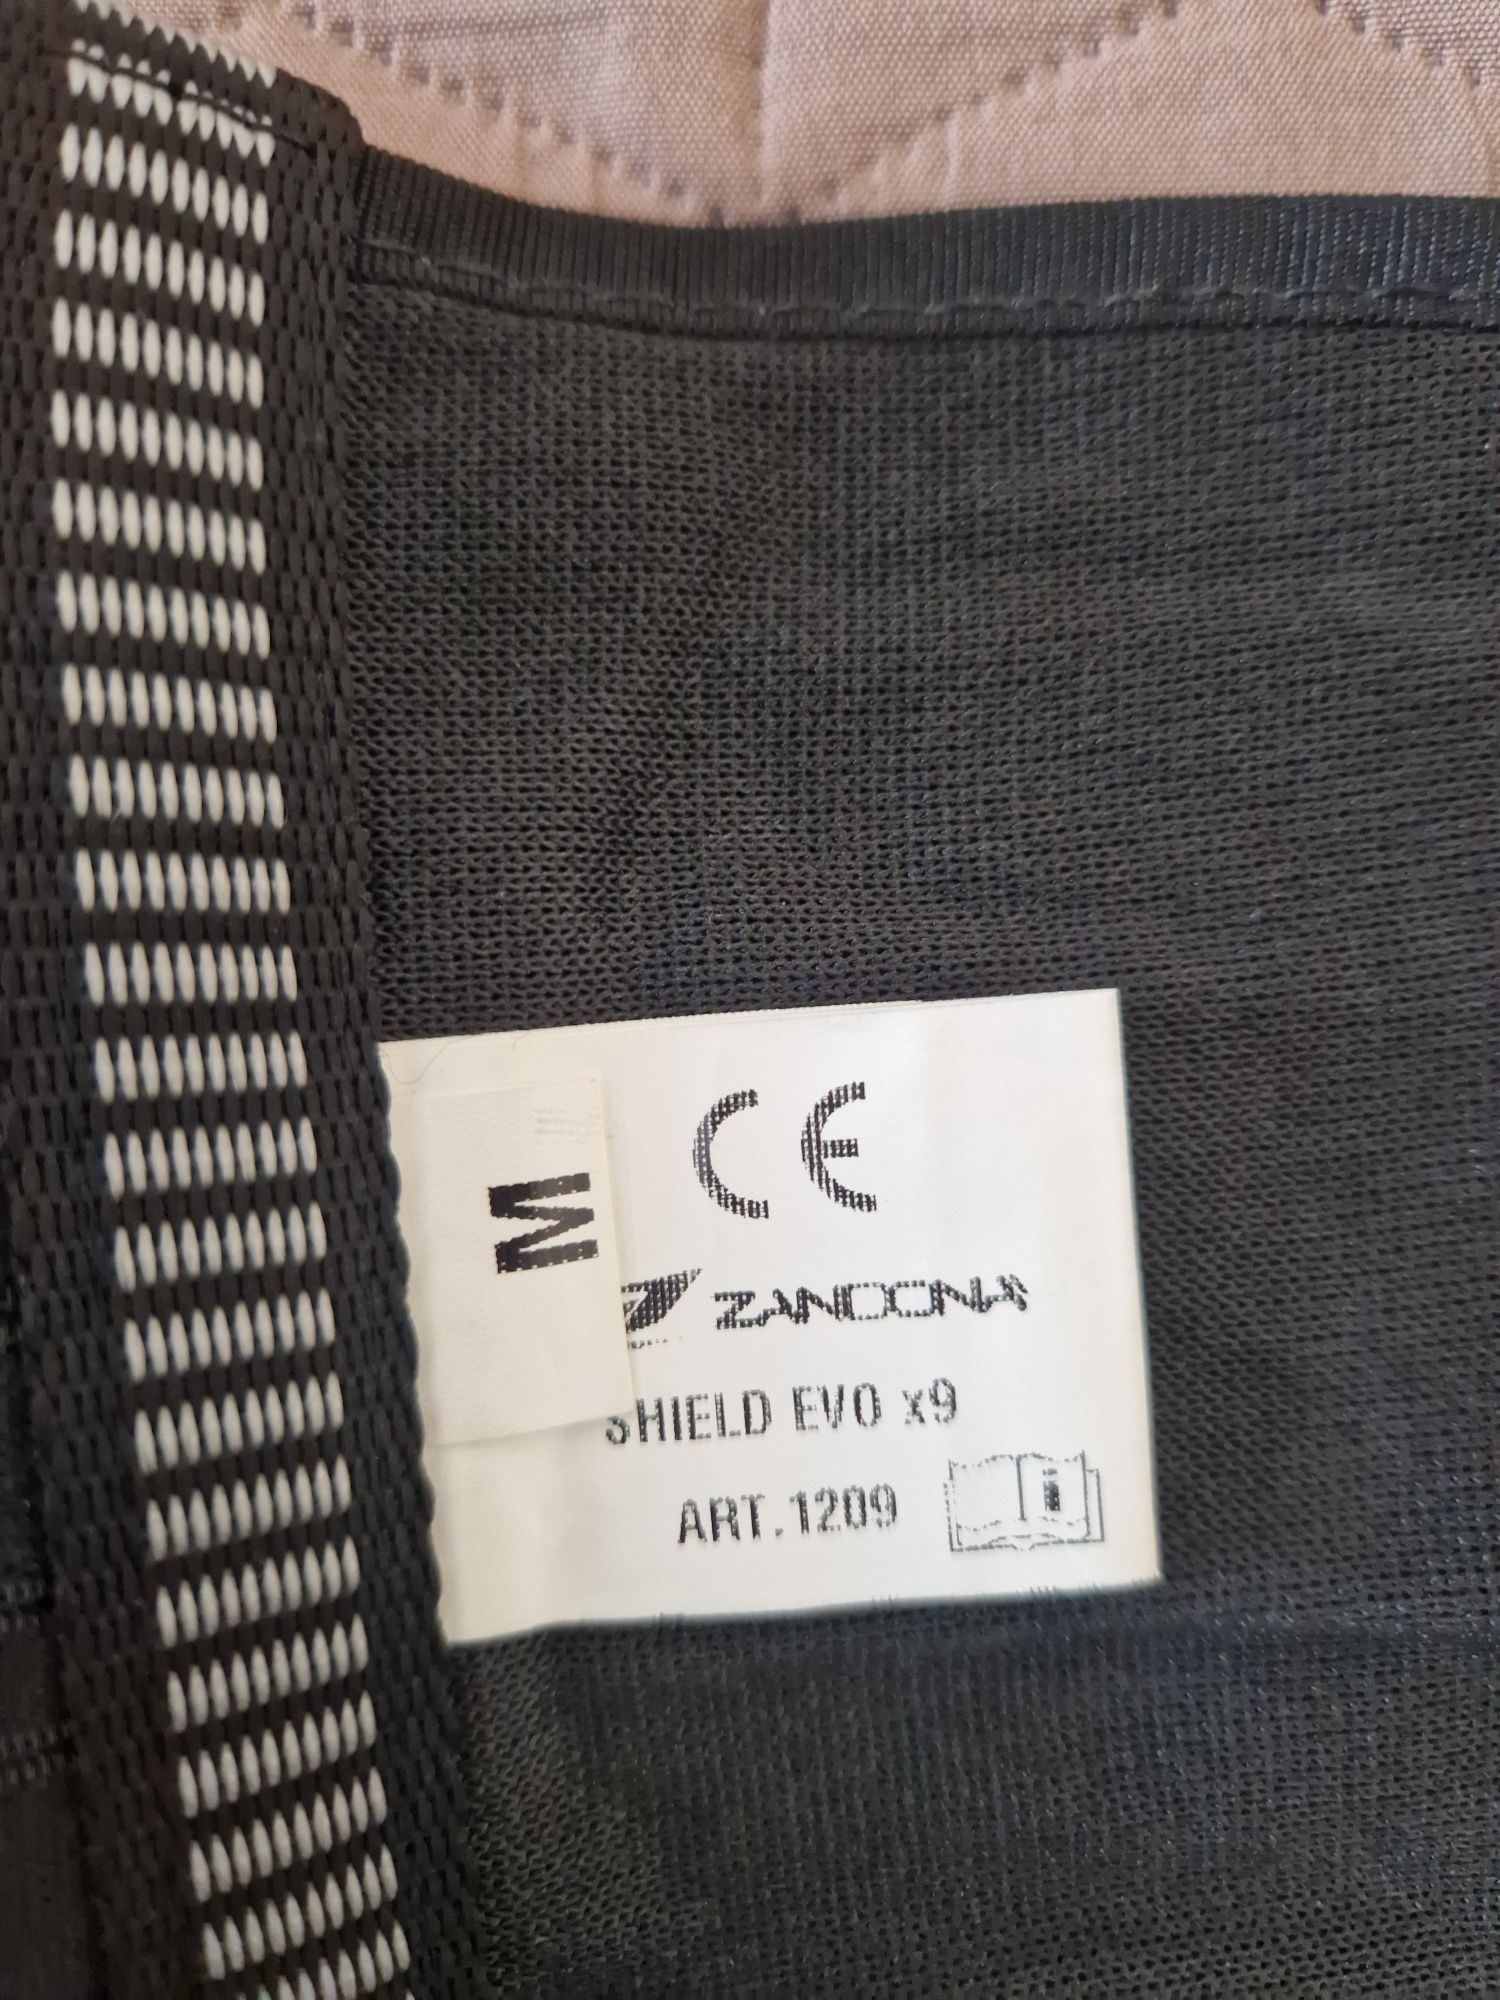 M
CE
ZANDONA
SHIELD EVO x9
ART.1209
i